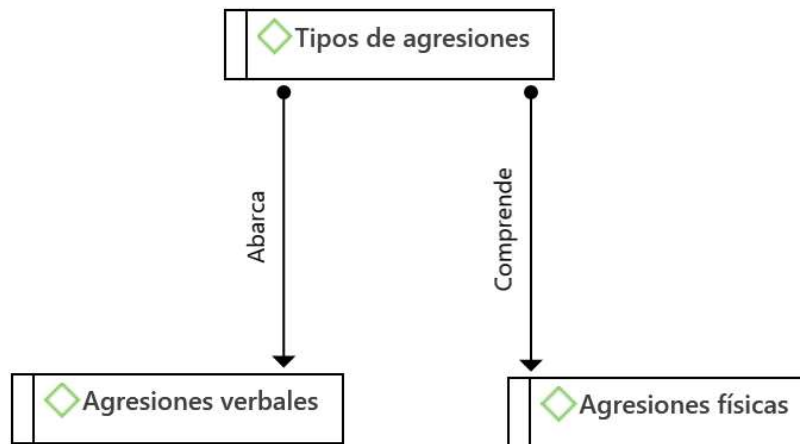 Tipos de agresiones
Abarca
Comprende
Agresiones verbales
Agresiones físicas